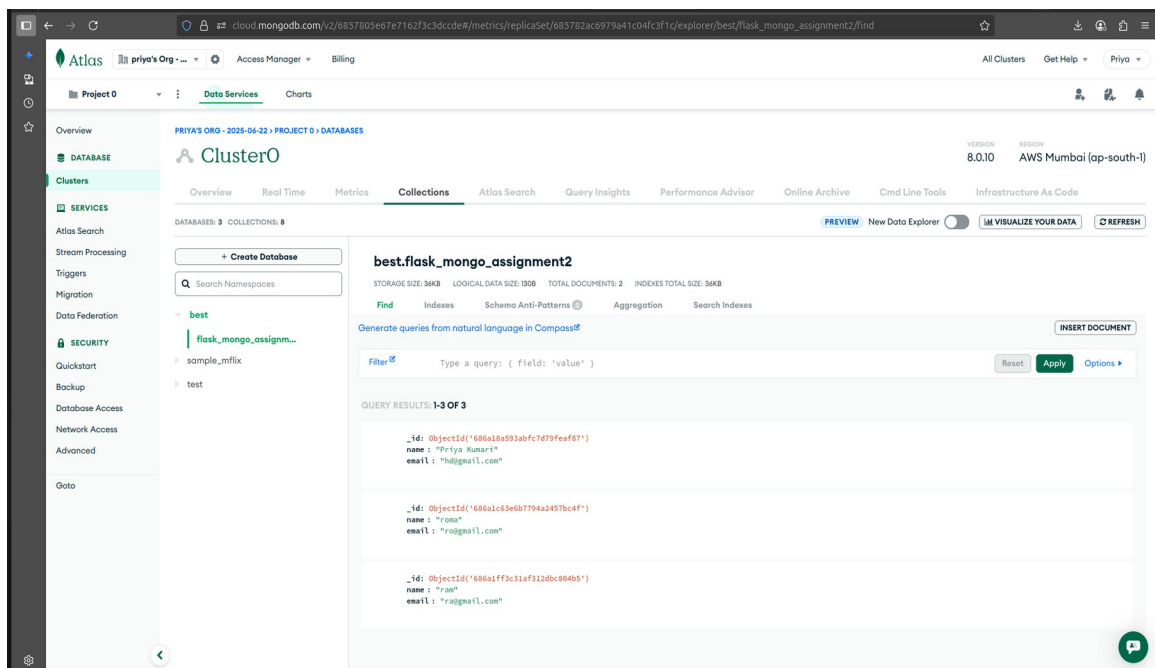 cloud.mongodb.com/v2/6857805e67e7162f3c3dccde#/metrics/replicaSet/685782ac6979a41c04fc3f1c/explorer/best/flask_mongo_assignment2/find
Atlas priya's Org - ... Access Manager Billing All Clusters Get Help Priya
Project 0 Data Services Charts
Overview
DATABASE
Clusters
SERVICES
Atlas Search
Stream Processing
Triggers
Migration
Data Federation
SECURITY
Quickstart
Backup
Database Access
Network Access
Advanced
Goto
PRIYA'S ORG - 2025-06-22 > PROJECT 0 > DATABASES
Cluster0
VERSION REGION
8.0.10 AWS Mumbai (ap-south-1)
Overview Real Time Metrics Collections Atlas Search Query Insights Performance Advisor Online Archive Cmd Line Tools Infrastructure As Code
DATABASES: 3 COLLECTIONS: 8 PREVIEW New Data Explorer VISUALIZE YOUR DATA REFRESH
+ Create Database
Search Namespaces
best
flask_mongo_assignm...
sample_mflix
test
best.flask_mongo_assignment2
STORAGE SIZE: 36KB LOGICAL DATA SIZE: 130B TOTAL DOCUMENTS: 2 INDEXES TOTAL SIZE: 36KB
Find Indexes Schema Anti-Patterns 0 Aggregation Search Indexes
Generate queries from natural language in Compass INSERT DOCUMENT
Filter Type a query: { field: 'value' } Reset Apply Options
QUERY RESULTS: 1-3 OF 3
_id: ObjectId('686a18a593abfc7d79feaf87')
name : "Priya Kumari"
email : "hd@gmail.com"
_id: ObjectId('686a1c63e6b7794a2457bc4f')
name : "roma"
email : "ro@gmail.com"
_id: ObjectId('686a1ff3c31af312dbc804b5')
name : "ram"
email : "ra@gmail.com"